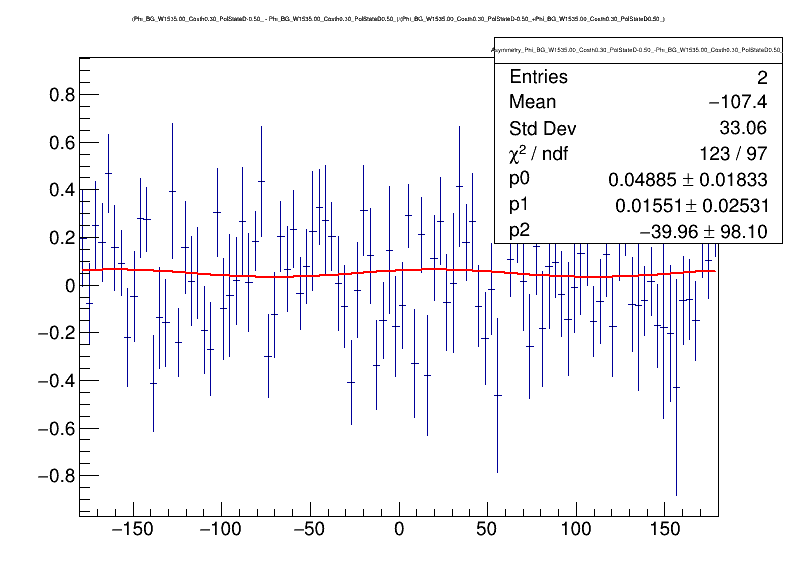 (Phi_BG_W1535.00_Costh0.30_PolStateD-0.50_- Phi_BG_W1535.00_Costh0.30_PolStateD0.50_)/(Phi_BG_W1535.00_Costh0.30_PolStateD-0.50_+Phi_BG_W1535.00_Costh0.30_PolStateD0.50_)
Asymmetry_Phi_BG_W1535.00_Costh0.30_PolStateD-0.50_-Phi_BG_W1535.00_Costh0.30_PolStateD0.50_
Entries 2
Mean −107.4
Std Dev 33.06
χ² / ndf 123 / 97
p0 0.04885 ± 0.01833
p1 0.01551 ± 0.02531
p2 −39.96 ± 98.10
0.8
0.6
0.4
0.2
0
−0.2
−0.4
−0.6
−0.8
−150 −100 −50 0 50 100 150